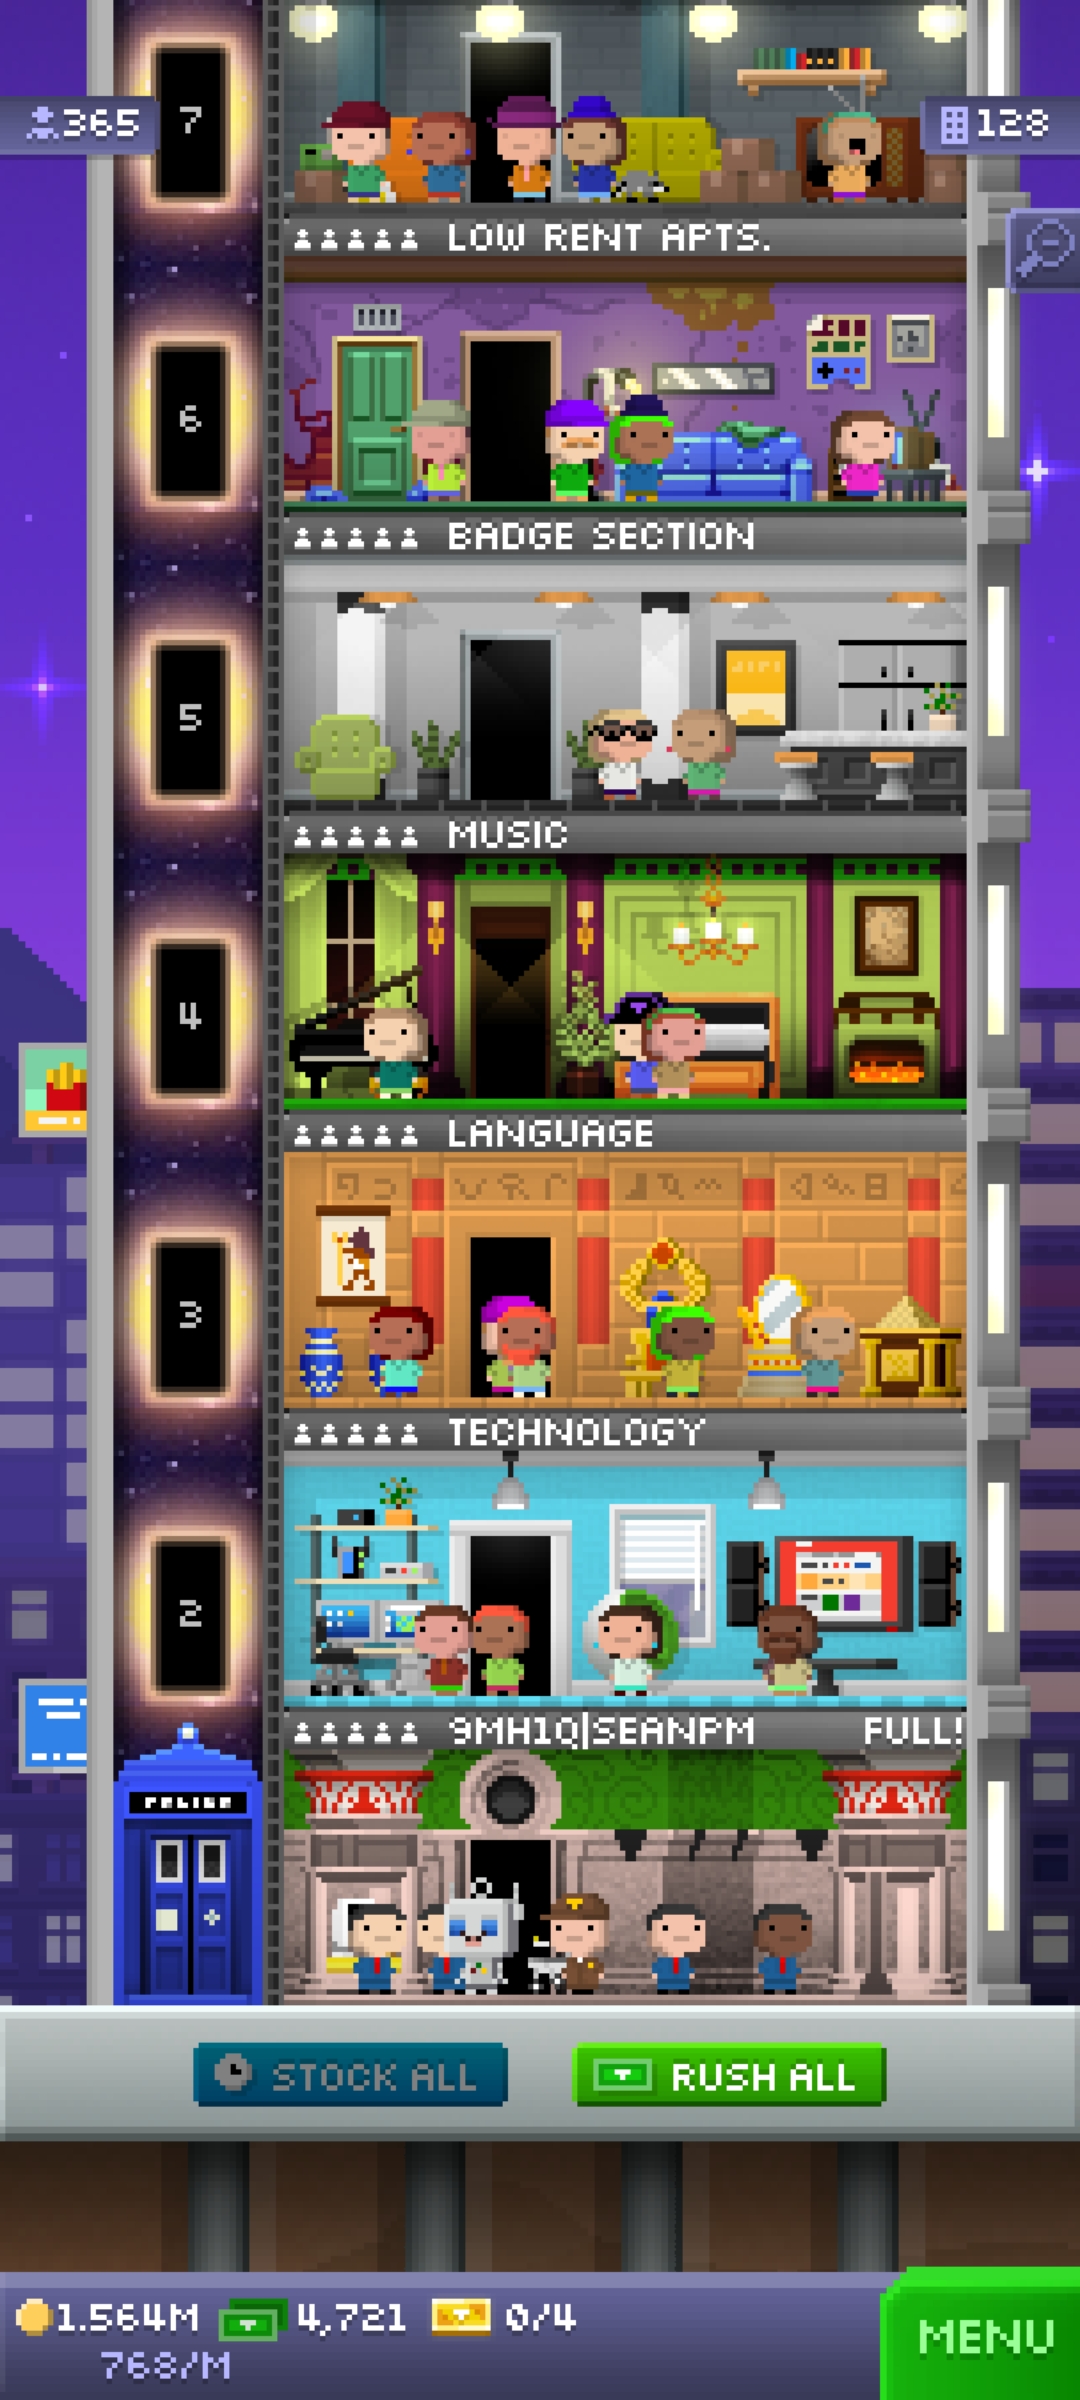 365
7
128
LOW RENT APTS.
6
BADGE SECTION
5
MUSIC
4
LANGUAGE
3
TECHNOLOGY
2
9MH1Q|SEANPM FULL!
POLICE
STOCK ALL
RUSH ALL
1.564M 4,721 0/4
768/M
MENU